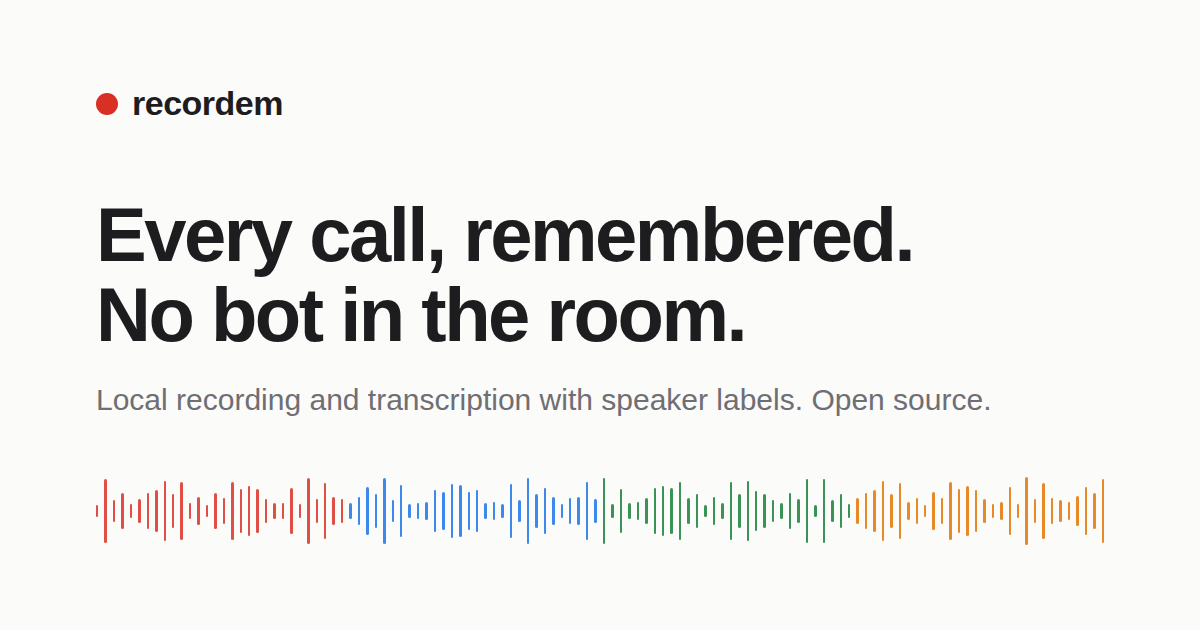 recordem
Every call, remembered.
No bot in the room.
Local recording and transcription with speaker labels. Open source.